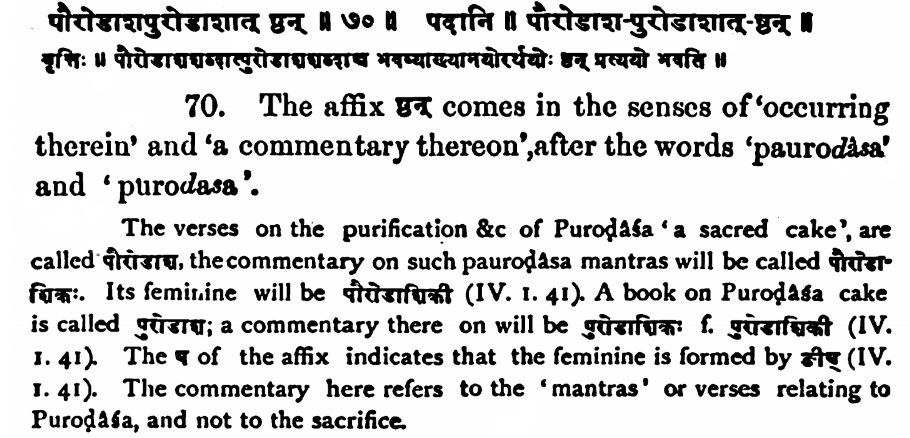 पौरोडाशपुरोडाशात् ष्ठन् ॥ ७० ॥ पदानि ॥ पौरोडाश-पुरोडाशात्-ष्ठन् ॥
वृत्तिः ॥ पौरोडाशशब्दात्पुरोडाशशब्दाच्च भवव्याख्यानयोरर्थयोः ष्ठन् प्रत्ययो भवति ॥
70. The affix ष्ठन् comes in the senses of 'occurring
therein' and 'a commentary thereon', after the words 'paurodâsa'
and 'purodasa'.
The verses on the purification &c of Puroḍâśa 'a sacred cake', are
called पौरोडाश, the commentary on such pauroḍâsa mantras will be called पौरोडा-
शिकः. Its feminine will be पौरोडाशिकी (IV. 1. 41). A book on Puroḍâśa cake
is called पुरोडाश; a commentary there on will be पुरोडाशिकः f. पुरोडाशिकी (IV.
1. 41). The ष of the affix indicates that the feminine is formed by ङीष् (IV.
1. 41). The commentary here refers to the 'mantras' or verses relating to
Puroḍâśa, and not to the sacrifice.